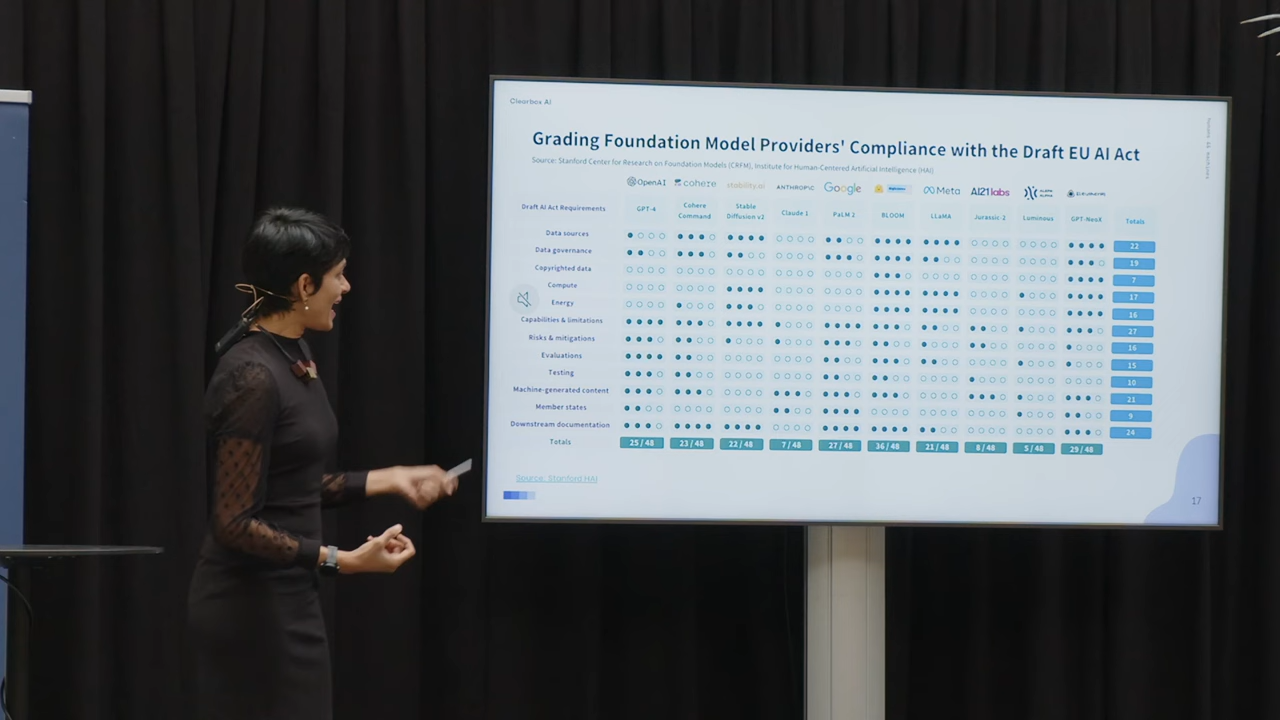 Clearbox AI
Grading Foundation Model Providers' Compliance with the Draft EU AI Act
Source: Stanford Center for Research on Foundation Models (CRFM), Institute for Human-Centered Artificial Intelligence (HAI)
OpenAI cohere stability.ai ANTHROPIC Google Meta AI21labs ALEPH ALPHA ELEUTHERAI
Draft AI Act Requirements GPT-4 Cohere Command Stable Diffusion v2 Claude 1 PaLM 2 BLOOM LLaMA Jurassic-2 Luminous GPT-NeoX Totals
Data sources 22
Data governance 19
Copyrighted data 7
Compute 17
Energy 16
Capabilities & limitations 27
Risks & mitigations 16
Evaluations 15
Testing 10
Machine-generated content 21
Member states 9
Downstream documentation 24
Totals 25 / 48 23 / 48 22 / 48 7 / 48 27 / 48 36 / 48 21 / 48 8 / 48 5 / 48 29 / 48
Source: Stanford HAI
17